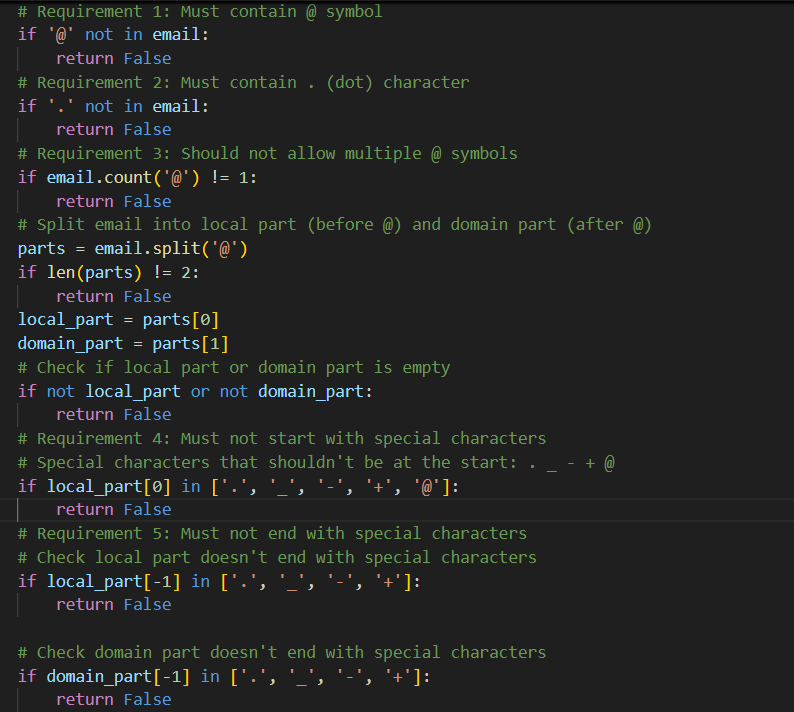 # Requirement 1: Must contain @ symbol
if '@' not in email:
    return False
# Requirement 2: Must contain . (dot) character
if '.' not in email:
    return False
# Requirement 3: Should not allow multiple @ symbols
if email.count('@') != 1:
    return False
# Split email into local part (before @) and domain part (after @)
parts = email.split('@')
if len(parts) != 2:
    return False
local_part = parts[0]
domain_part = parts[1]
# Check if local part or domain part is empty
if not local_part or not domain_part:
    return False
# Requirement 4: Must not start with special characters
# Special characters that shouldn't be at the start: . _ - + @
if local_part[0] in ['.', '_', '-', '+', '@']:
    return False
# Requirement 5: Must not end with special characters
# Check local part doesn't end with special characters
if local_part[-1] in ['.', '_', '-', '+']:
    return False

# Check domain part doesn't end with special characters
if domain_part[-1] in ['.', '_', '-', '+']:
    return False